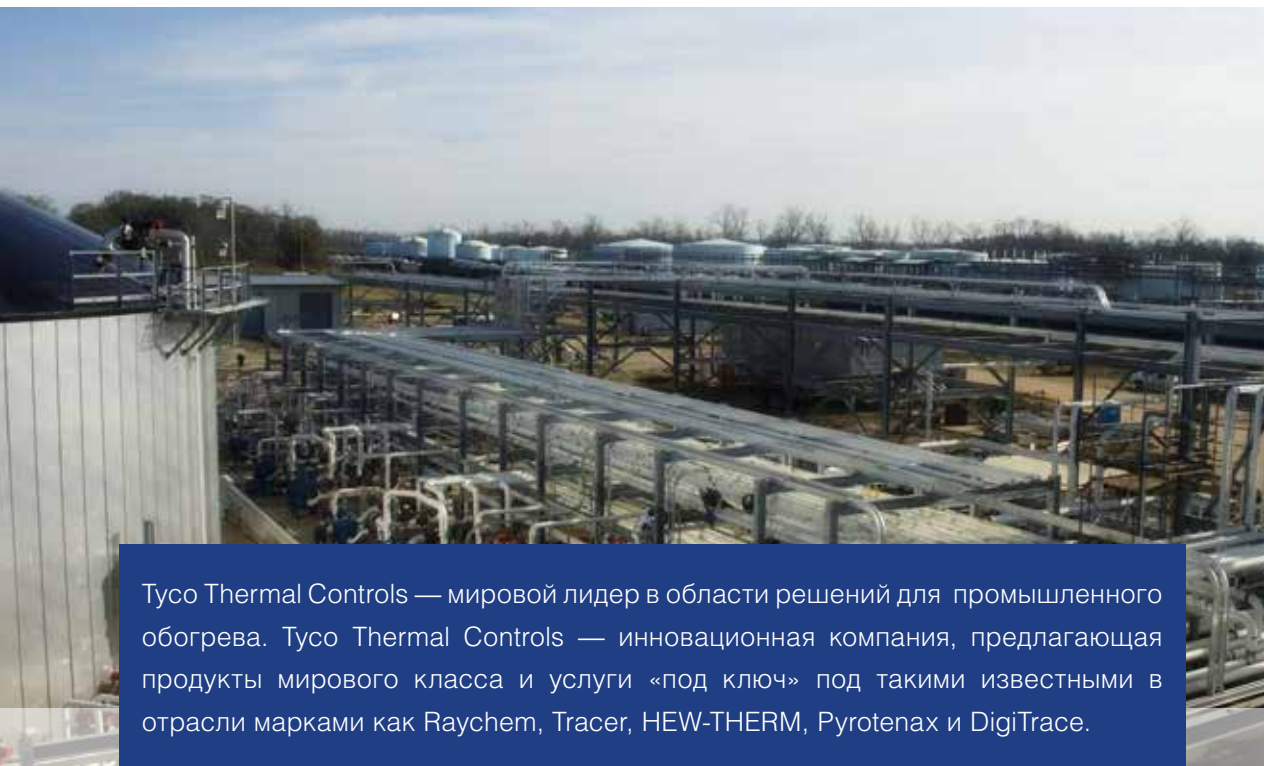 Tyco Thermal Controls — мировой лидер в области решений для промышленного
обогрева. Tyco Thermal Controls — инновационная компания, предлагающая
продукты мирового класса и услуги «под ключ» под такими известными в
отрасли марками как Raychem, Tracer, HEW-THERM, Pyrotenax и DigiTrace.